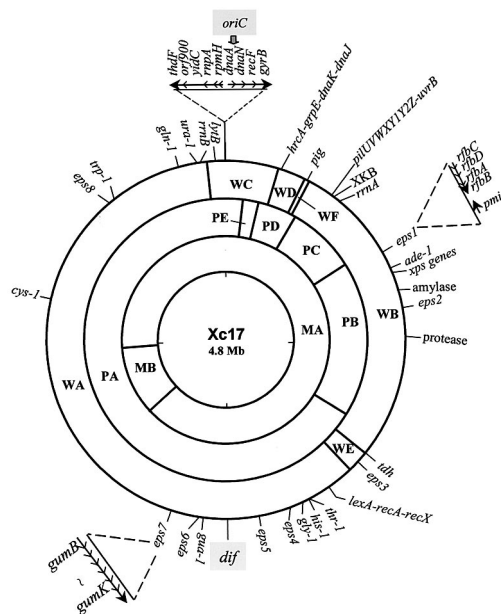 oriC
thdF
orf900
yidC
rnpA
rpmH
dnaA
dnaN
recF
gyrB
hrcA-grpE-dnaK-dnaJ
pig
pilUVWXY1Y2Z-uvrB
XKB
rrnA
rfbC
rfbD
rfbA
rfbB
pmi
eps1
ade-1
xps genes
amylase
eps2
protease
tdh
eps3
lexA-recA-recX
thr-1
his-1
gly-1
eps4
eps5
dif
gua-1
eps6
eps7
gumB
~
gumK
cys-1
eps8
trp-1
gln-1
ura-1
rrnB
lytB
WC
WD
WF
WB
WE
WA
PE
PD
PC
PB
PA
MA
MB
Xc17
4.8 Mb